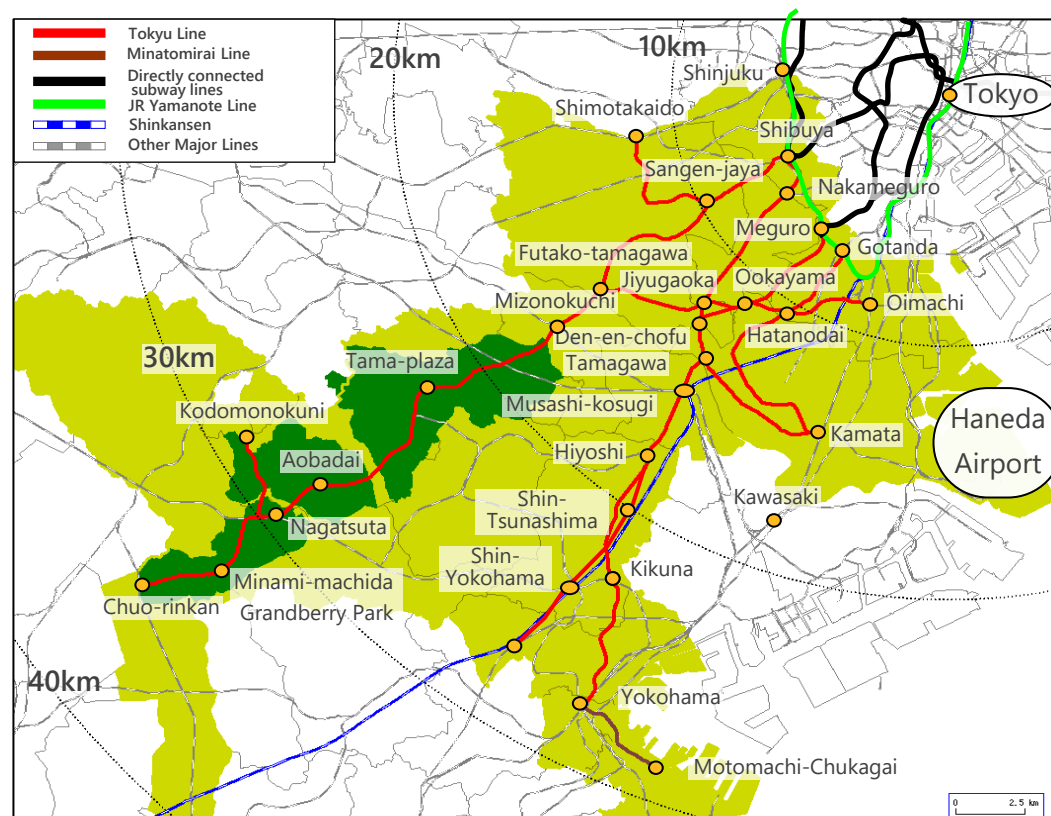 Tokyu Line
Minatomirai Line
Directly connected
subway lines
JR Yamanote Line
Shinkansen
Other Major Lines
20km
10km
Shinjuku
Tokyo
Shimotakaido
Shibuya
Sangen-jaya
Nakameguro
Meguro
Gotanda
Futako-tamagawa
Jiyugaoka
Ookayama
Mizonokuchi
Oimachi
Den-en-chofu
Hatanodai
30km
Tama-plaza
Tamagawa
Musashi-kosugi
Kodomonokuni
Kamata
Haneda
Airport
Hiyoshi
Aobadai
Shin-
Tsunashima
Kawasaki
Nagatsuta
Shin-
Yokohama
Kikuna
Minami-machida
Grandberry Park
Chuo-rinkan
40km
Yokohama
Motomachi-Chukagai
0 2.5 km